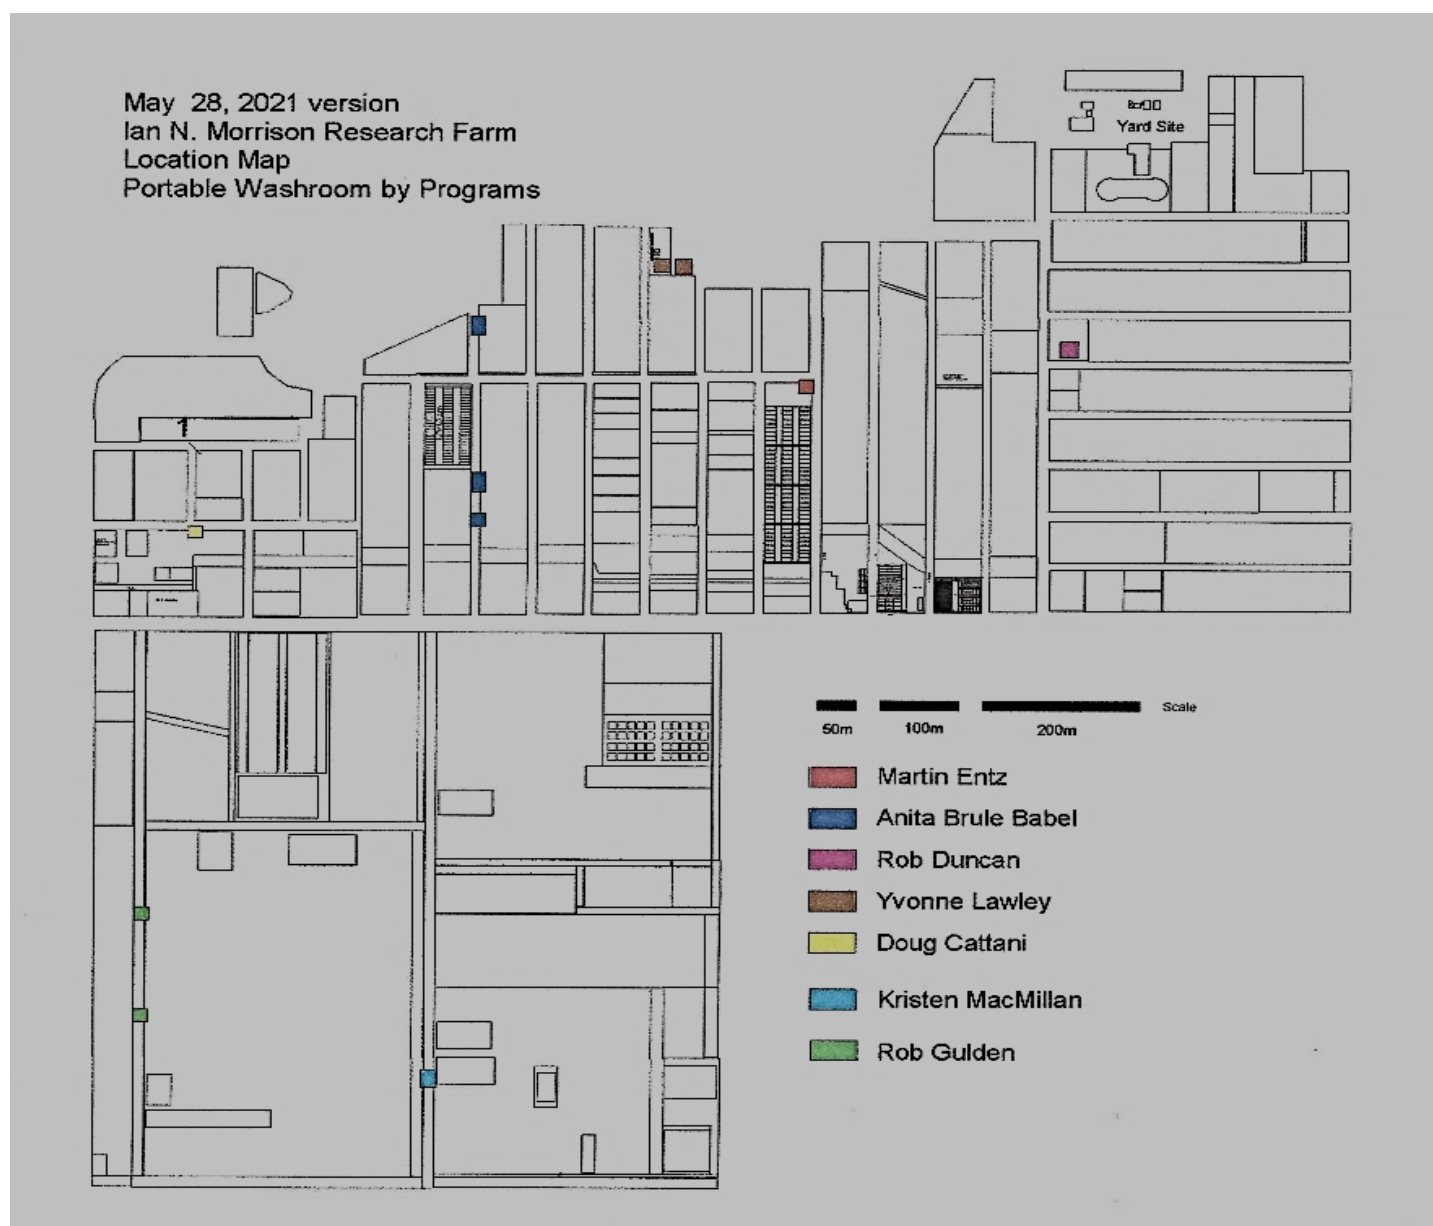 May 28, 2021 version
Ian N. Morrison Research Farm
Location Map
Portable Washroom by Programs
Yard Site
1
Scale
50m
100m
200m
Martin Entz
Anita Brule Babel
Rob Duncan
Yvonne Lawley
Doug Cattani
Kristen MacMillan
Rob Gulden